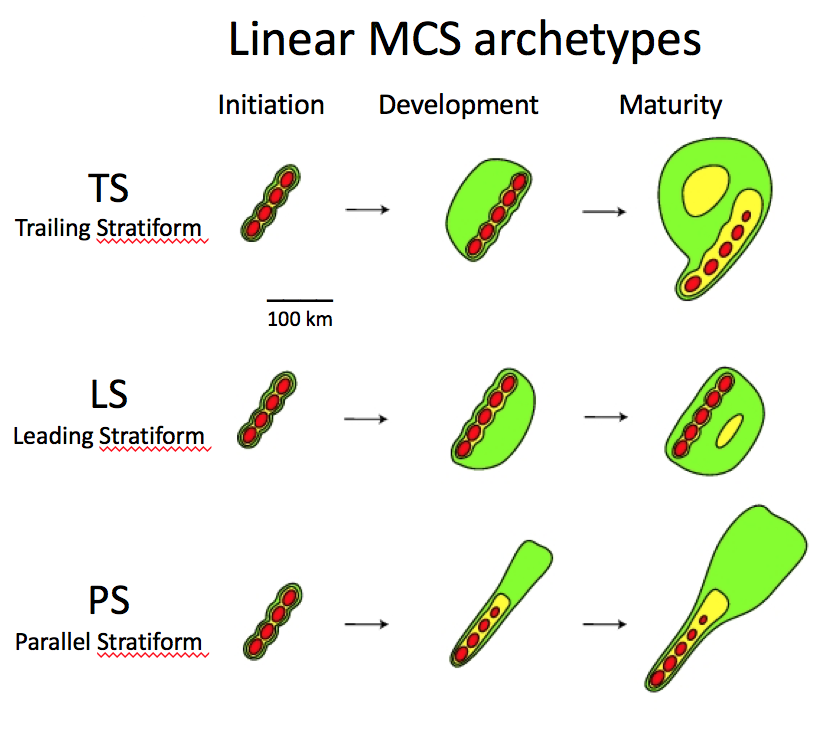 Linear MCS archetypes
Initiation Development Maturity
TS
Trailing Stratiform
100 km
LS
Leading Stratiform
PS
Parallel Stratiform